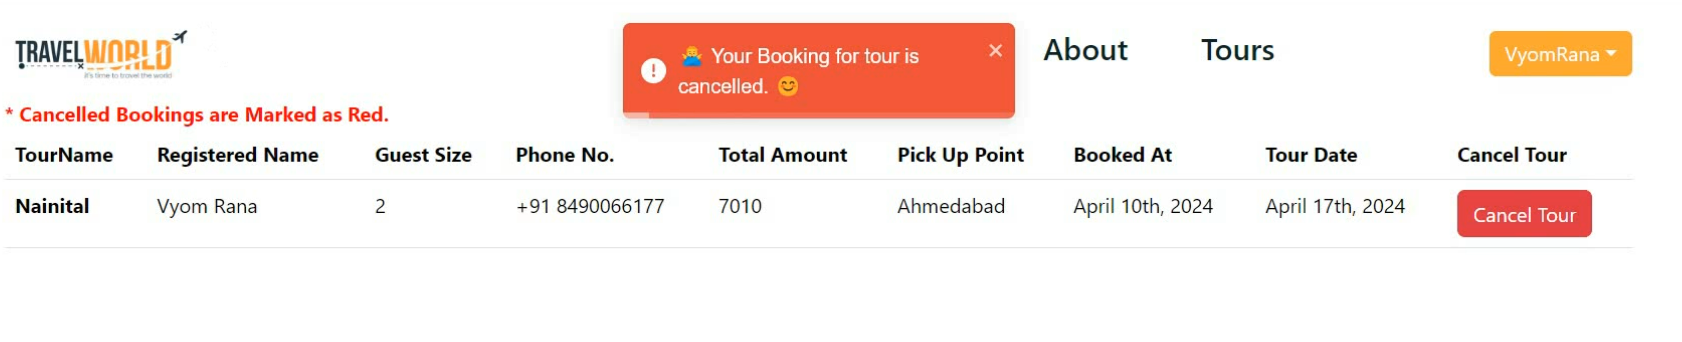 TRAVEL WORLD
it's time to travel the world
🙅‍♂️ Your Booking for tour is
cancelled. 😊
About
Tours
VyomRana
* Cancelled Bookings are Marked as Red.
TourName Registered Name Guest Size Phone No. Total Amount Pick Up Point Booked At Tour Date Cancel Tour
Nainital Vyom Rana 2 +91 8490066177 7010 Ahmedabad April 10th, 2024 April 17th, 2024 Cancel Tour